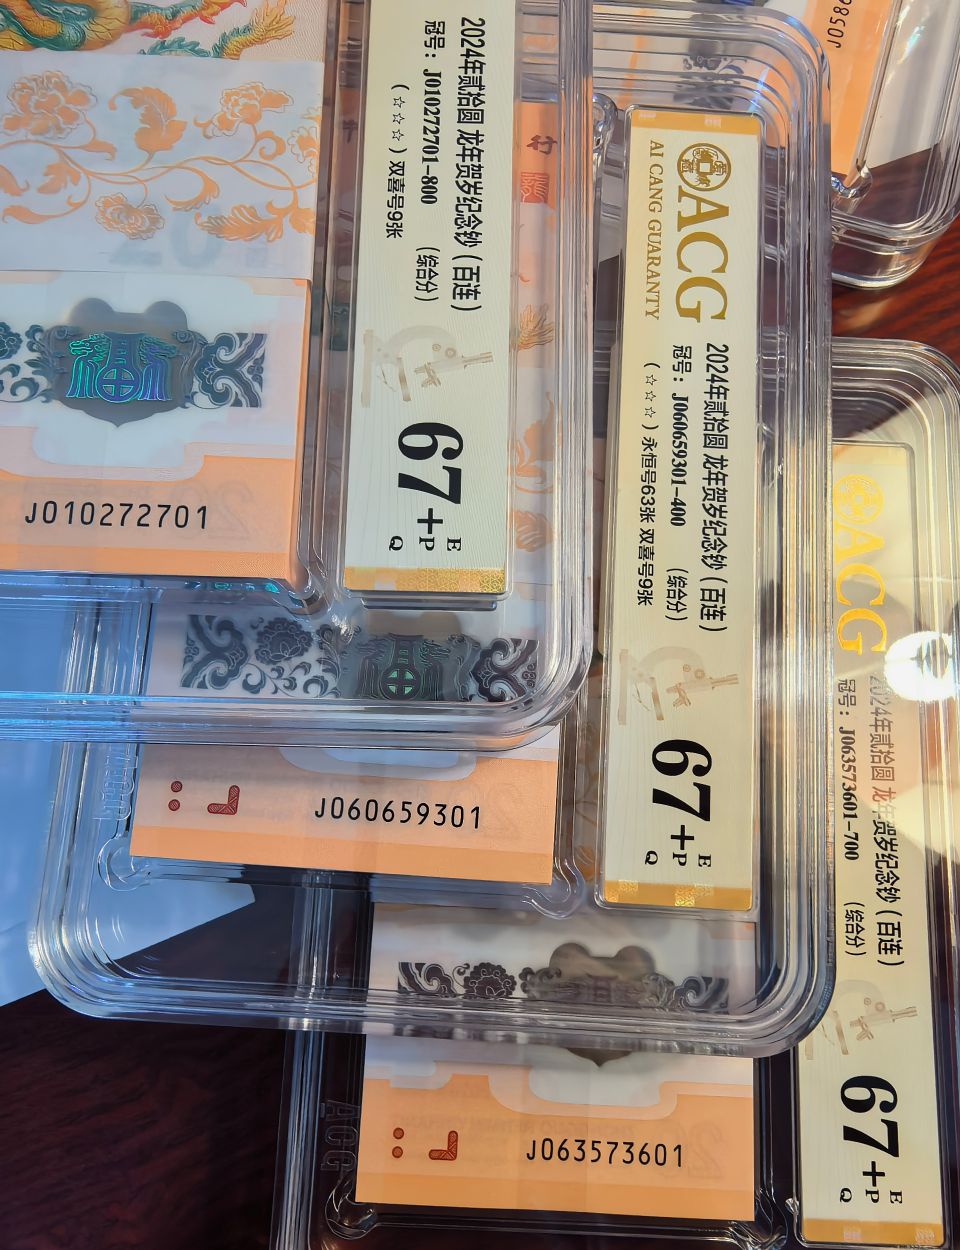 2024年贰拾圆 龙年贺岁纪念钞（百连）
冠号：J010272701-800 （综合分）
（☆☆☆）双喜号9张
67+
E
P
Q
J010272701
行
ACG
AI CANG GUARANTY
2024年贰拾圆 龙年贺岁纪念钞（百连）
冠号：J060659301-400 （综合分）
（☆☆☆）永恒号63张 双喜号9张
67+
E
P
Q
J060659301
ACG
2024年贰拾圆 龙年贺岁纪念钞（百连）
冠号：J063573601-700 （综合分）
67+
E
P
Q
J063573601
ACG
J0586